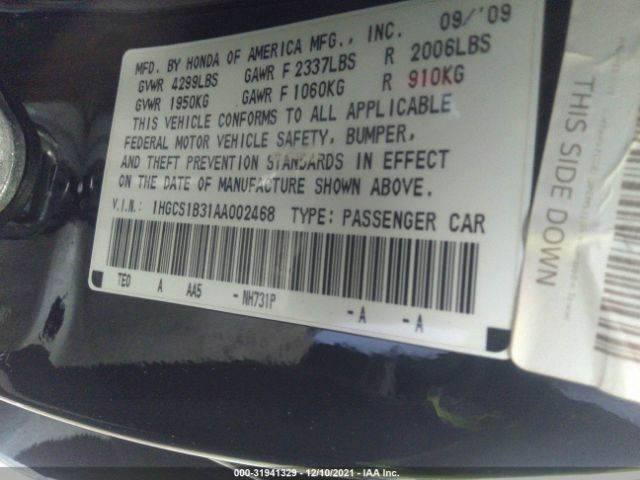 MFD. BY HONDA OF AMERICA MFG., INC. 09/'09
GVWR 4299LBS GAWR F 2337LBS R 2006LBS
GVWR 1950KG GAWR F 1060KG R 910KG
THIS VEHICLE CONFORMS TO ALL APPLICABLE
FEDERAL MOTOR VEHICLE SAFETY, BUMPER,
AND THEFT PREVENTION STANDARDS IN EFFECT
ON THE DATE OF MANUFACTURE SHOWN ABOVE.
V.I.N.: 1HGCS1B31AA002468 TYPE: PASSENGER CAR
TE0 A AA5 - NH731P - A - A
THIS SIDE DOWN
000-31941329 - 12/10/2021 - IAA Inc.